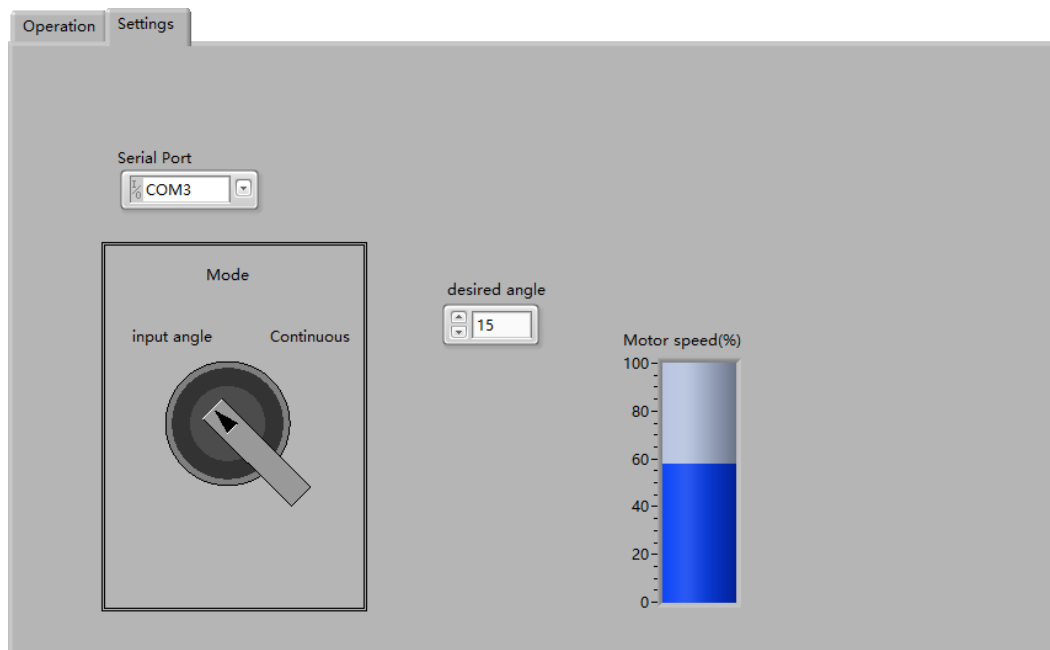 Operation
Settings
Serial Port
I/O COM3
Mode
input angle
Continuous
desired angle
15
Motor speed(%)
100
80
60
40
20
0